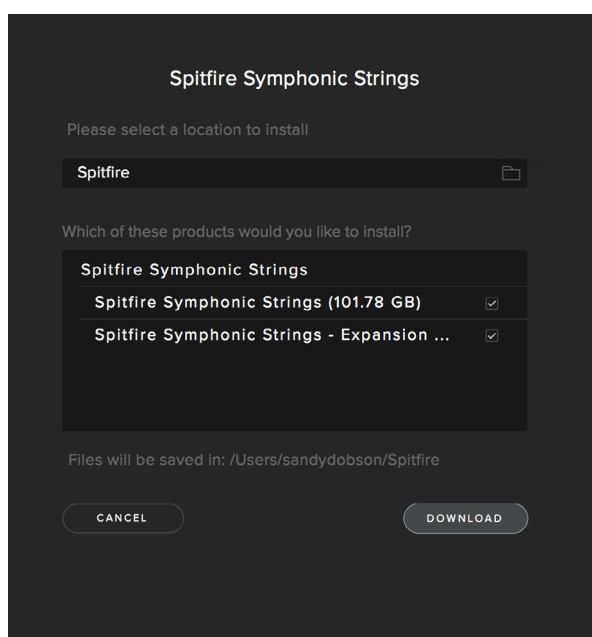 Spitfire Symphonic Strings
Please select a location to install
Spitfire
Which of these products would you like to install?
Spitfire Symphonic Strings
Spitfire Symphonic Strings (101.78 GB)
Spitfire Symphonic Strings - Expansion ...
Files will be saved in: /Users/sandydobson/Spitfire
CANCEL DOWNLOAD